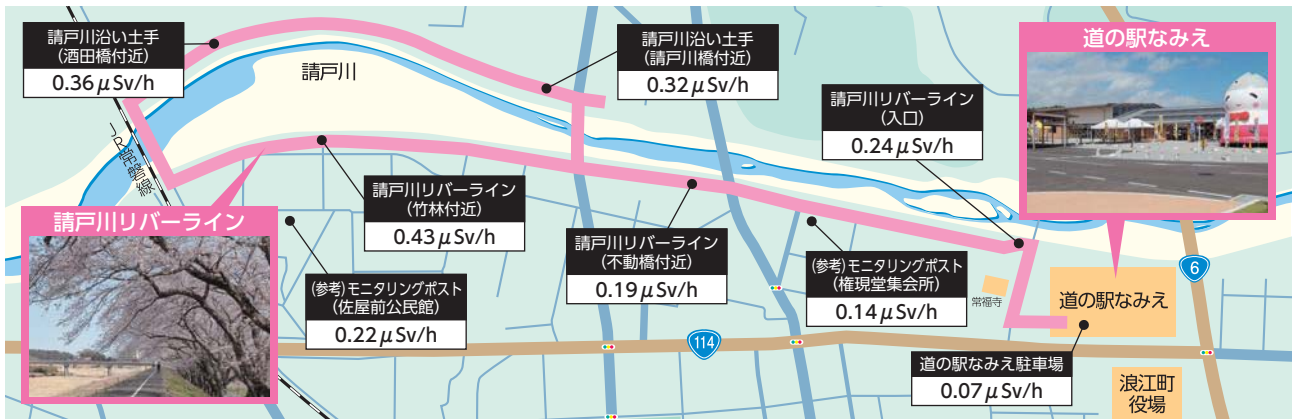 請戸川沿い土手
(酒田橋付近)
0.36μSv/h
請戸川
請戸川沿い土手
(請戸川橋付近)
0.32μSv/h
請戸川リバーライン
(入口)
0.24μSv/h
道の駅なみえ
JR常磐線
請戸川リバーライン
請戸川リバーライン
(竹林付近)
0.43μSv/h
(参考)モニタリングポスト
(佐屋前公民館)
0.22μSv/h
請戸川リバーライン
(不動橋付近)
0.19μSv/h
(参考)モニタリングポスト
(権現堂集会所)
0.14μSv/h
常福寺
道の駅なみえ
6
114
道の駅なみえ駐車場
0.07μSv/h
浪江町
役場